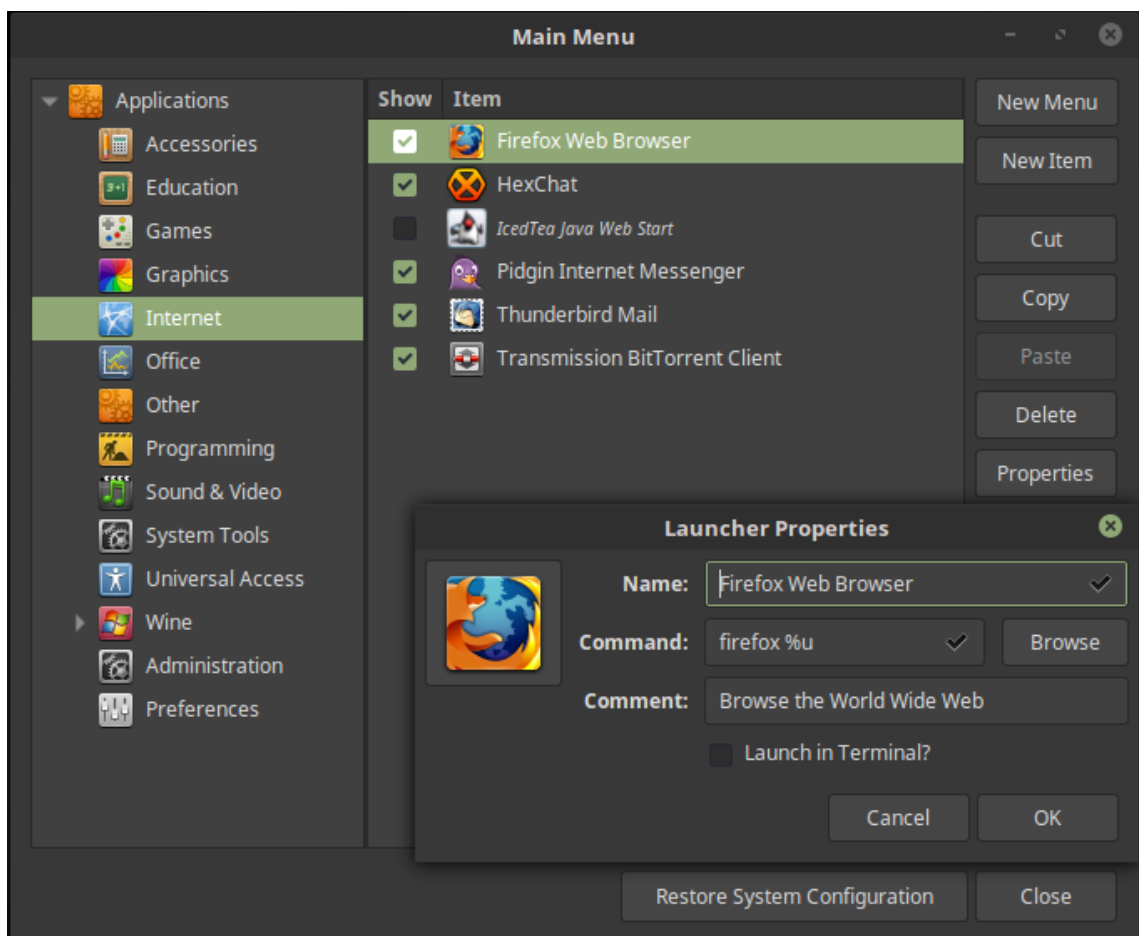 Main Menu
Applications
Accessories
Education
Games
Graphics
Internet
Office
Other
Programming
Sound & Video
System Tools
Universal Access
Wine
Administration
Preferences
Show Item
Firefox Web Browser
HexChat
IcedTea Java Web Start
Pidgin Internet Messenger
Thunderbird Mail
Transmission BitTorrent Client
New Menu
New Item
Cut
Copy
Paste
Delete
Properties
Launcher Properties
Name: Firefox Web Browser
Command: firefox %u Browse
Comment: Browse the World Wide Web
Launch in Terminal?
Cancel OK
Restore System Configuration Close